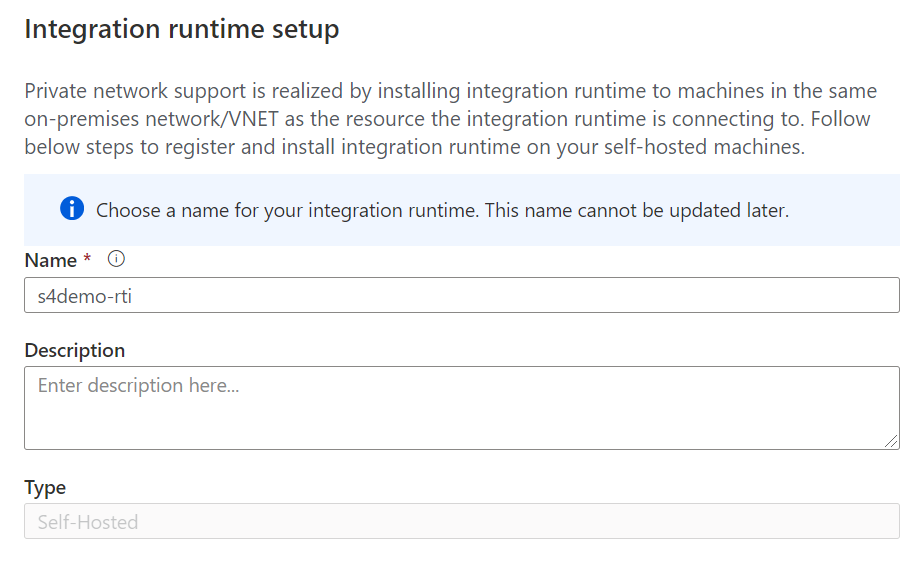 Integration runtime setup
Private network support is realized by installing integration runtime to machines in the same
on-premises network/VNET as the resource the integration runtime is connecting to. Follow
below steps to register and install integration runtime on your self-hosted machines.
Choose a name for your integration runtime. This name cannot be updated later.
Name *
s4demo-rti
Description
Enter description here...
Type
Self-Hosted